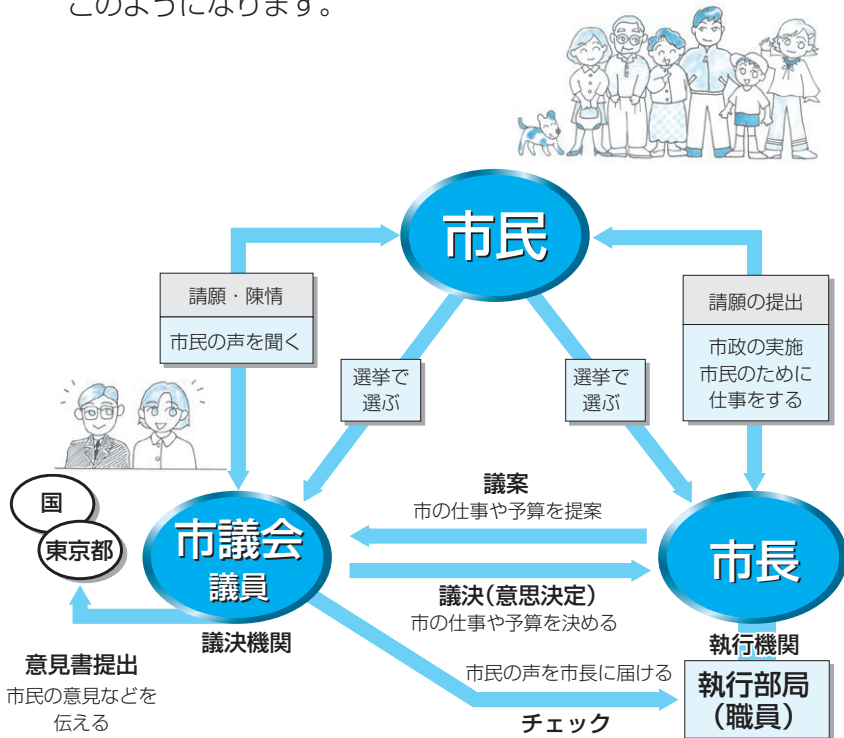 このようになります。
市民
請願・陳情
市民の声を聞く
請願の提出
市政の実施
市民のために
仕事をする
選挙で
選ぶ
選挙で
選ぶ
国
東京都
市議会
議員
議決機関
議案
市の仕事や予算を提案
議決(意思決定)
市の仕事や予算を決める
市長
執行機関
執行部局
(職員)
意見書提出
市民の意見などを
伝える
市民の声を市長に届ける
チェック